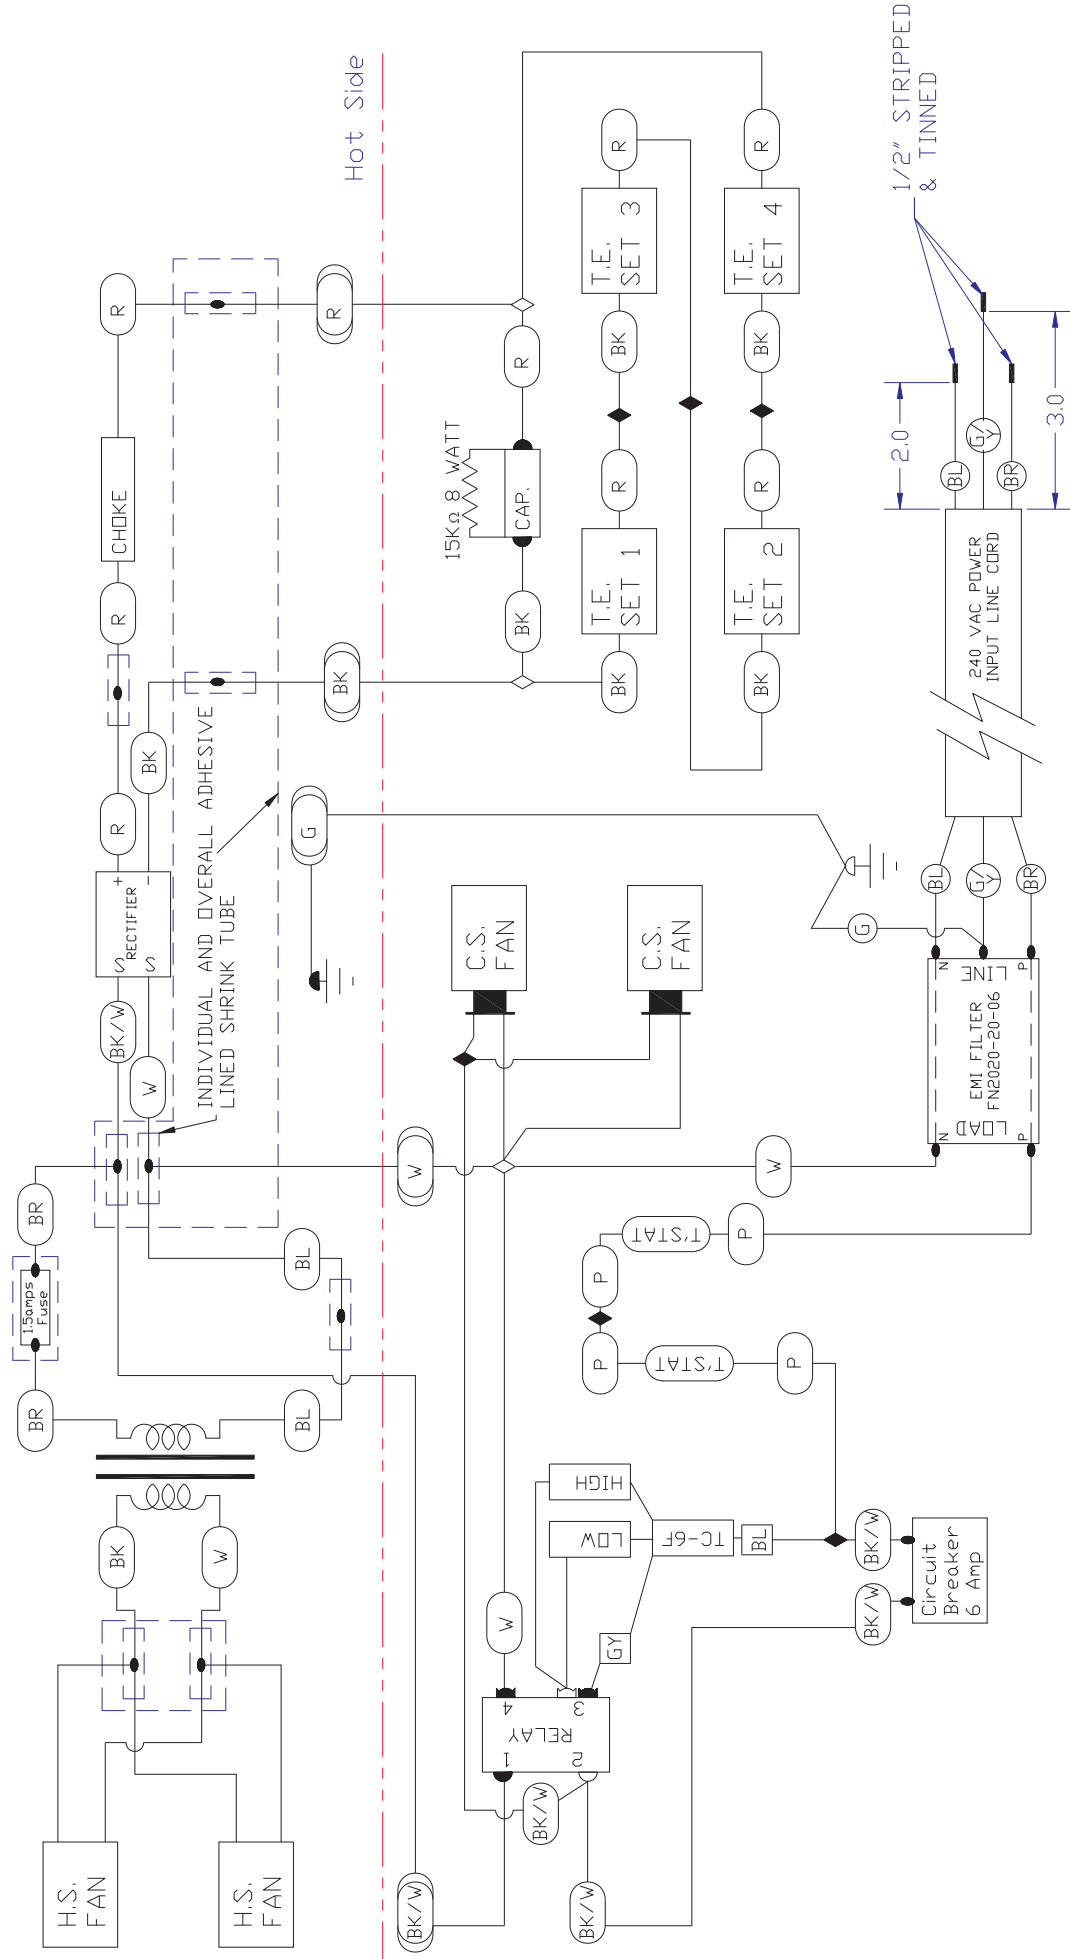 Hot Side
1/2" STRIPPED
& TINNED
R
CHOKE
R
R
BK
RECTIFIER
+
-
S
S
BK/W
W
INDIVIDUAL AND OVERALL ADHESIVE
LINED SHRINK TUBE
R
BK
G
BR
1.5amps
Fuse
BR
BL
BL
BK
W
H.S.
FAN
H.S.
FAN
R
15KΩ 8 WATT
CAP.
BK
R
T.E.
SET 3
BK
R
T.E.
SET 1
BK
R
T.E.
SET 4
BK
R
T.E.
SET 2
BK
C.S.
FAN
C.S.
FAN
W
W
T'STAT
P
P
P
T'STAT
P
HIGH
LOW
TC-6F
BL
GY
W
4
3
RELAY
1
2
BK/W
BK/W
BK/W
BK/W
BK/W
Circuit
Breaker
6 Amp
2.0
3.0
BL
G/Y
BR
240 VAC POWER
INPUT LINE CORD
BL
G/Y
BR
G
N
LINE
P
EMI FILTER
FN2020-20-06
N
LOAD
P